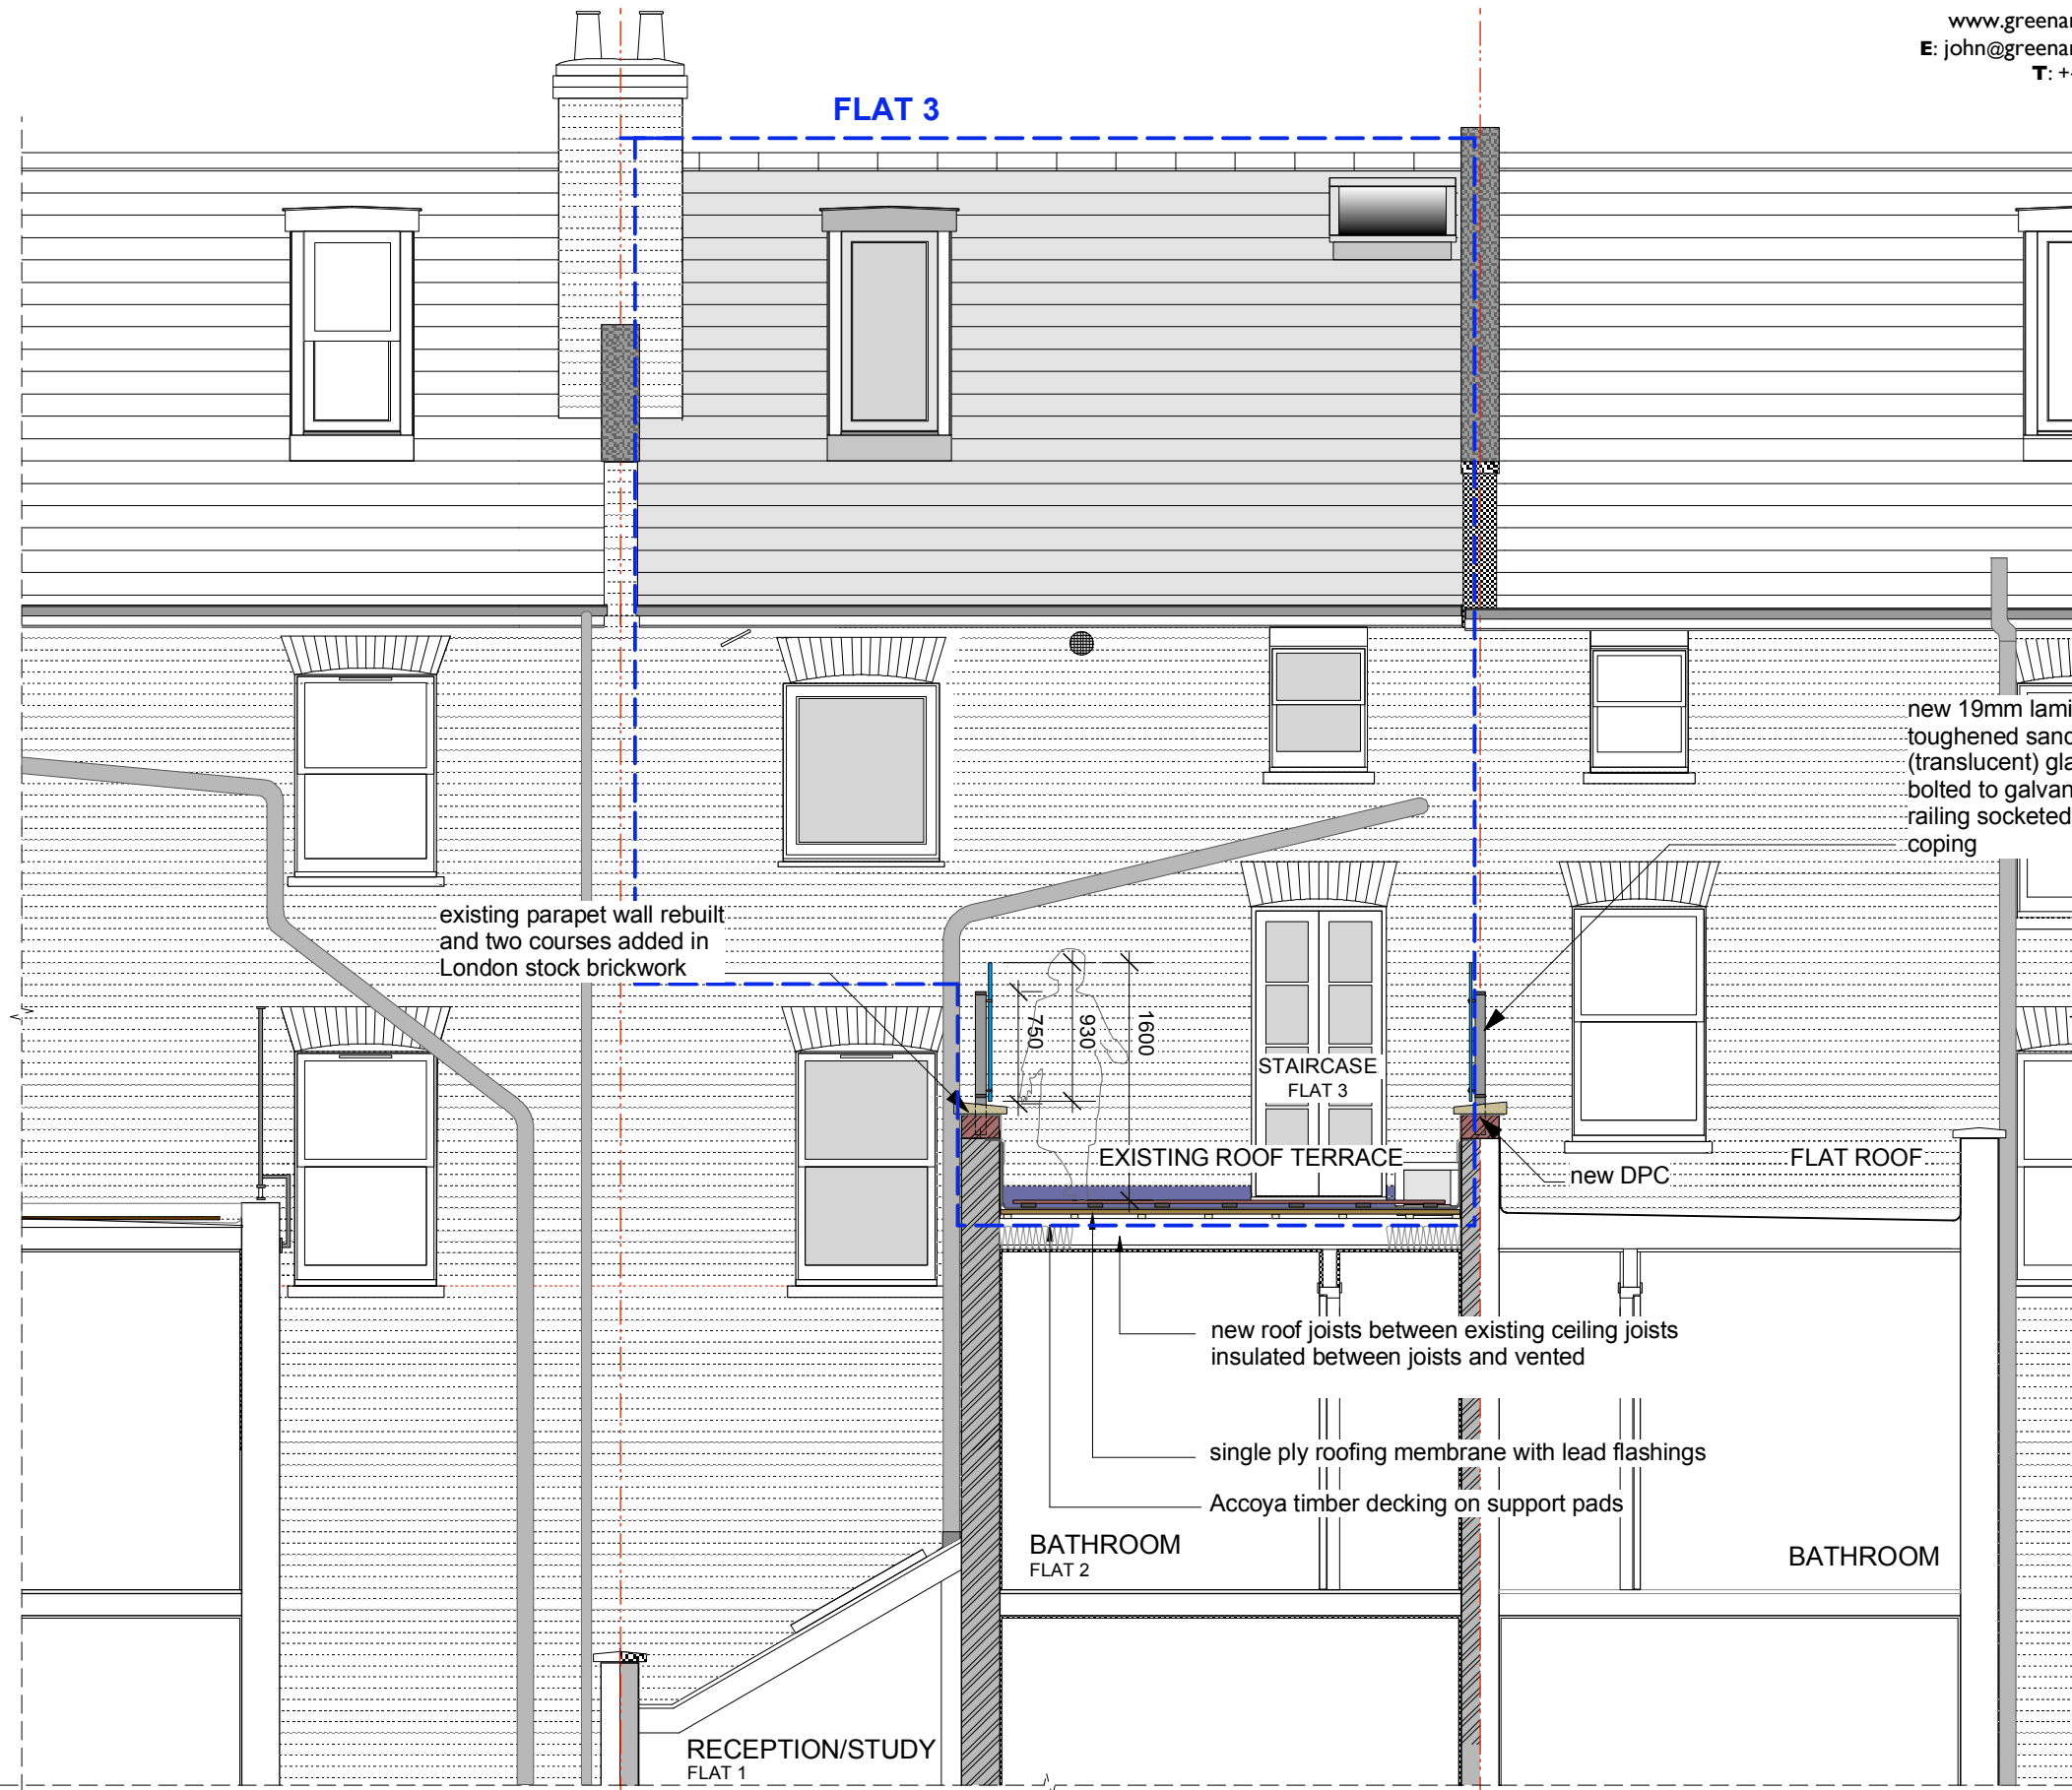 www.greenar
E: john@greenar
T: +
FLAT 3
new 19mm lami
toughened sand
(translucent) gla
bolted to galvan
railing socketed
coping
existing parapet wall rebuilt
and two courses added in
London stock brickwork
750
930
1600
STAIRCASE
FLAT 3
EXISTING ROOF TERRACE
new DPC
FLAT ROOF
new roof joists between existing ceiling joists
insulated between joists and vented
single ply roofing membrane with lead flashings
Accoya timber decking on support pads
BATHROOM
FLAT 2
BATHROOM
RECEPTION/STUDY
FLAT 1